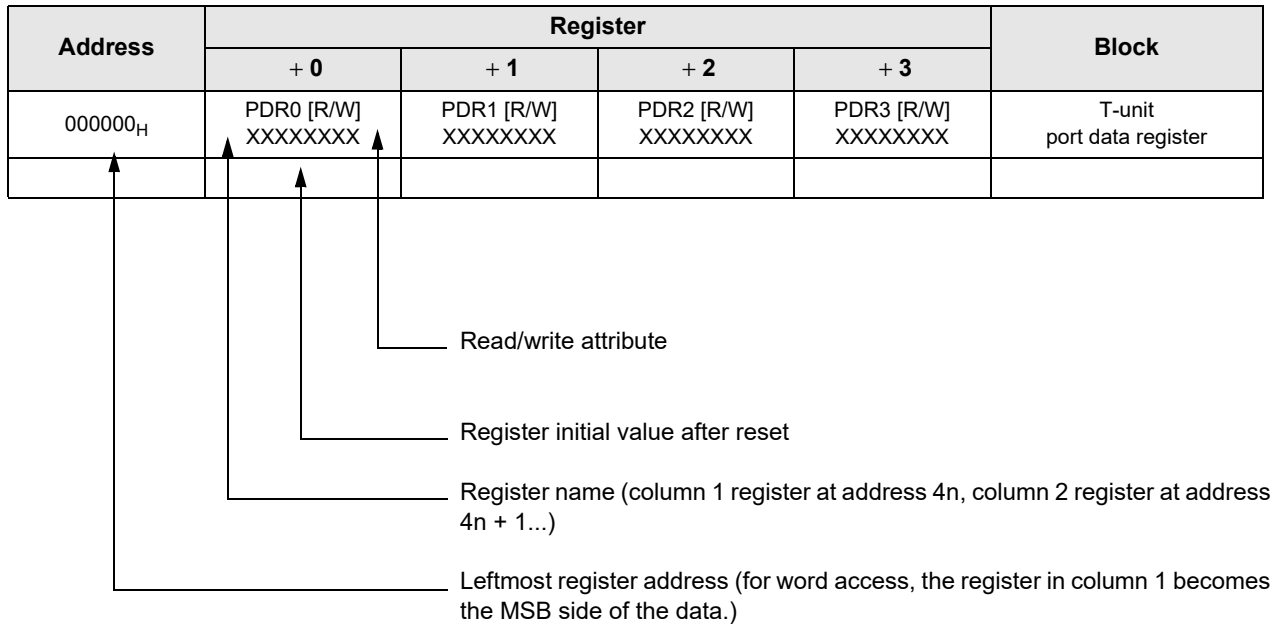 Address Register Block
+ 0 + 1 + 2 + 3
000000H PDR0 [R/W] PDR1 [R/W] PDR2 [R/W] PDR3 [R/W] T-unit
XXXXXXXX XXXXXXXX XXXXXXXX XXXXXXXX port data register
Read/write attribute
Register initial value after reset
Register name (column 1 register at address 4n, column 2 register at address
4n + 1...)
Leftmost register address (for word access, the register in column 1 becomes
the MSB side of the data.)